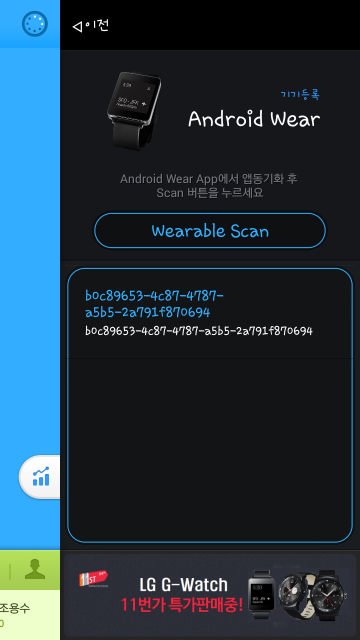 이전
기기등록
Android Wear
Android Wear App에서 앱동기화 후
Scan 버튼을 누르세요
Wearable Scan
b0c89653-4c87-4787-
a5b5-2a791f870694
b0c89653-4c87-4787-a5b5-2a791f870694
조용수
0
11ST
LG G-Watch
11번가 특가판매중!